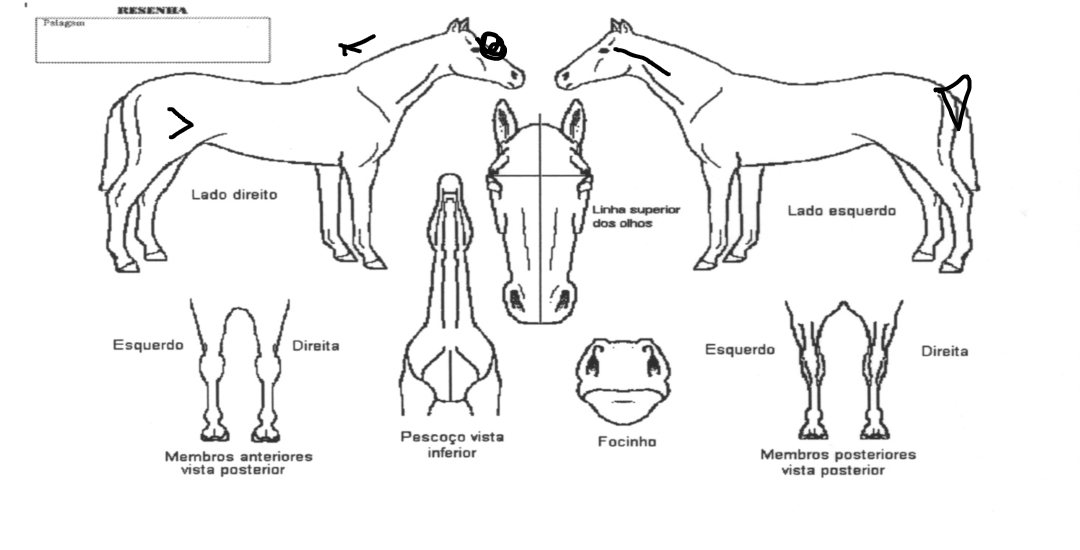 RESENHA
Pelagem
Lado direito
Linha superior
dos olhos
Lado esquerdo
Esquerdo
Direita
Esquerdo
Direita
Pescoço vista
inferior
Focinho
Membros anteriores
vista posterior
Membros posteriores
vista posterior